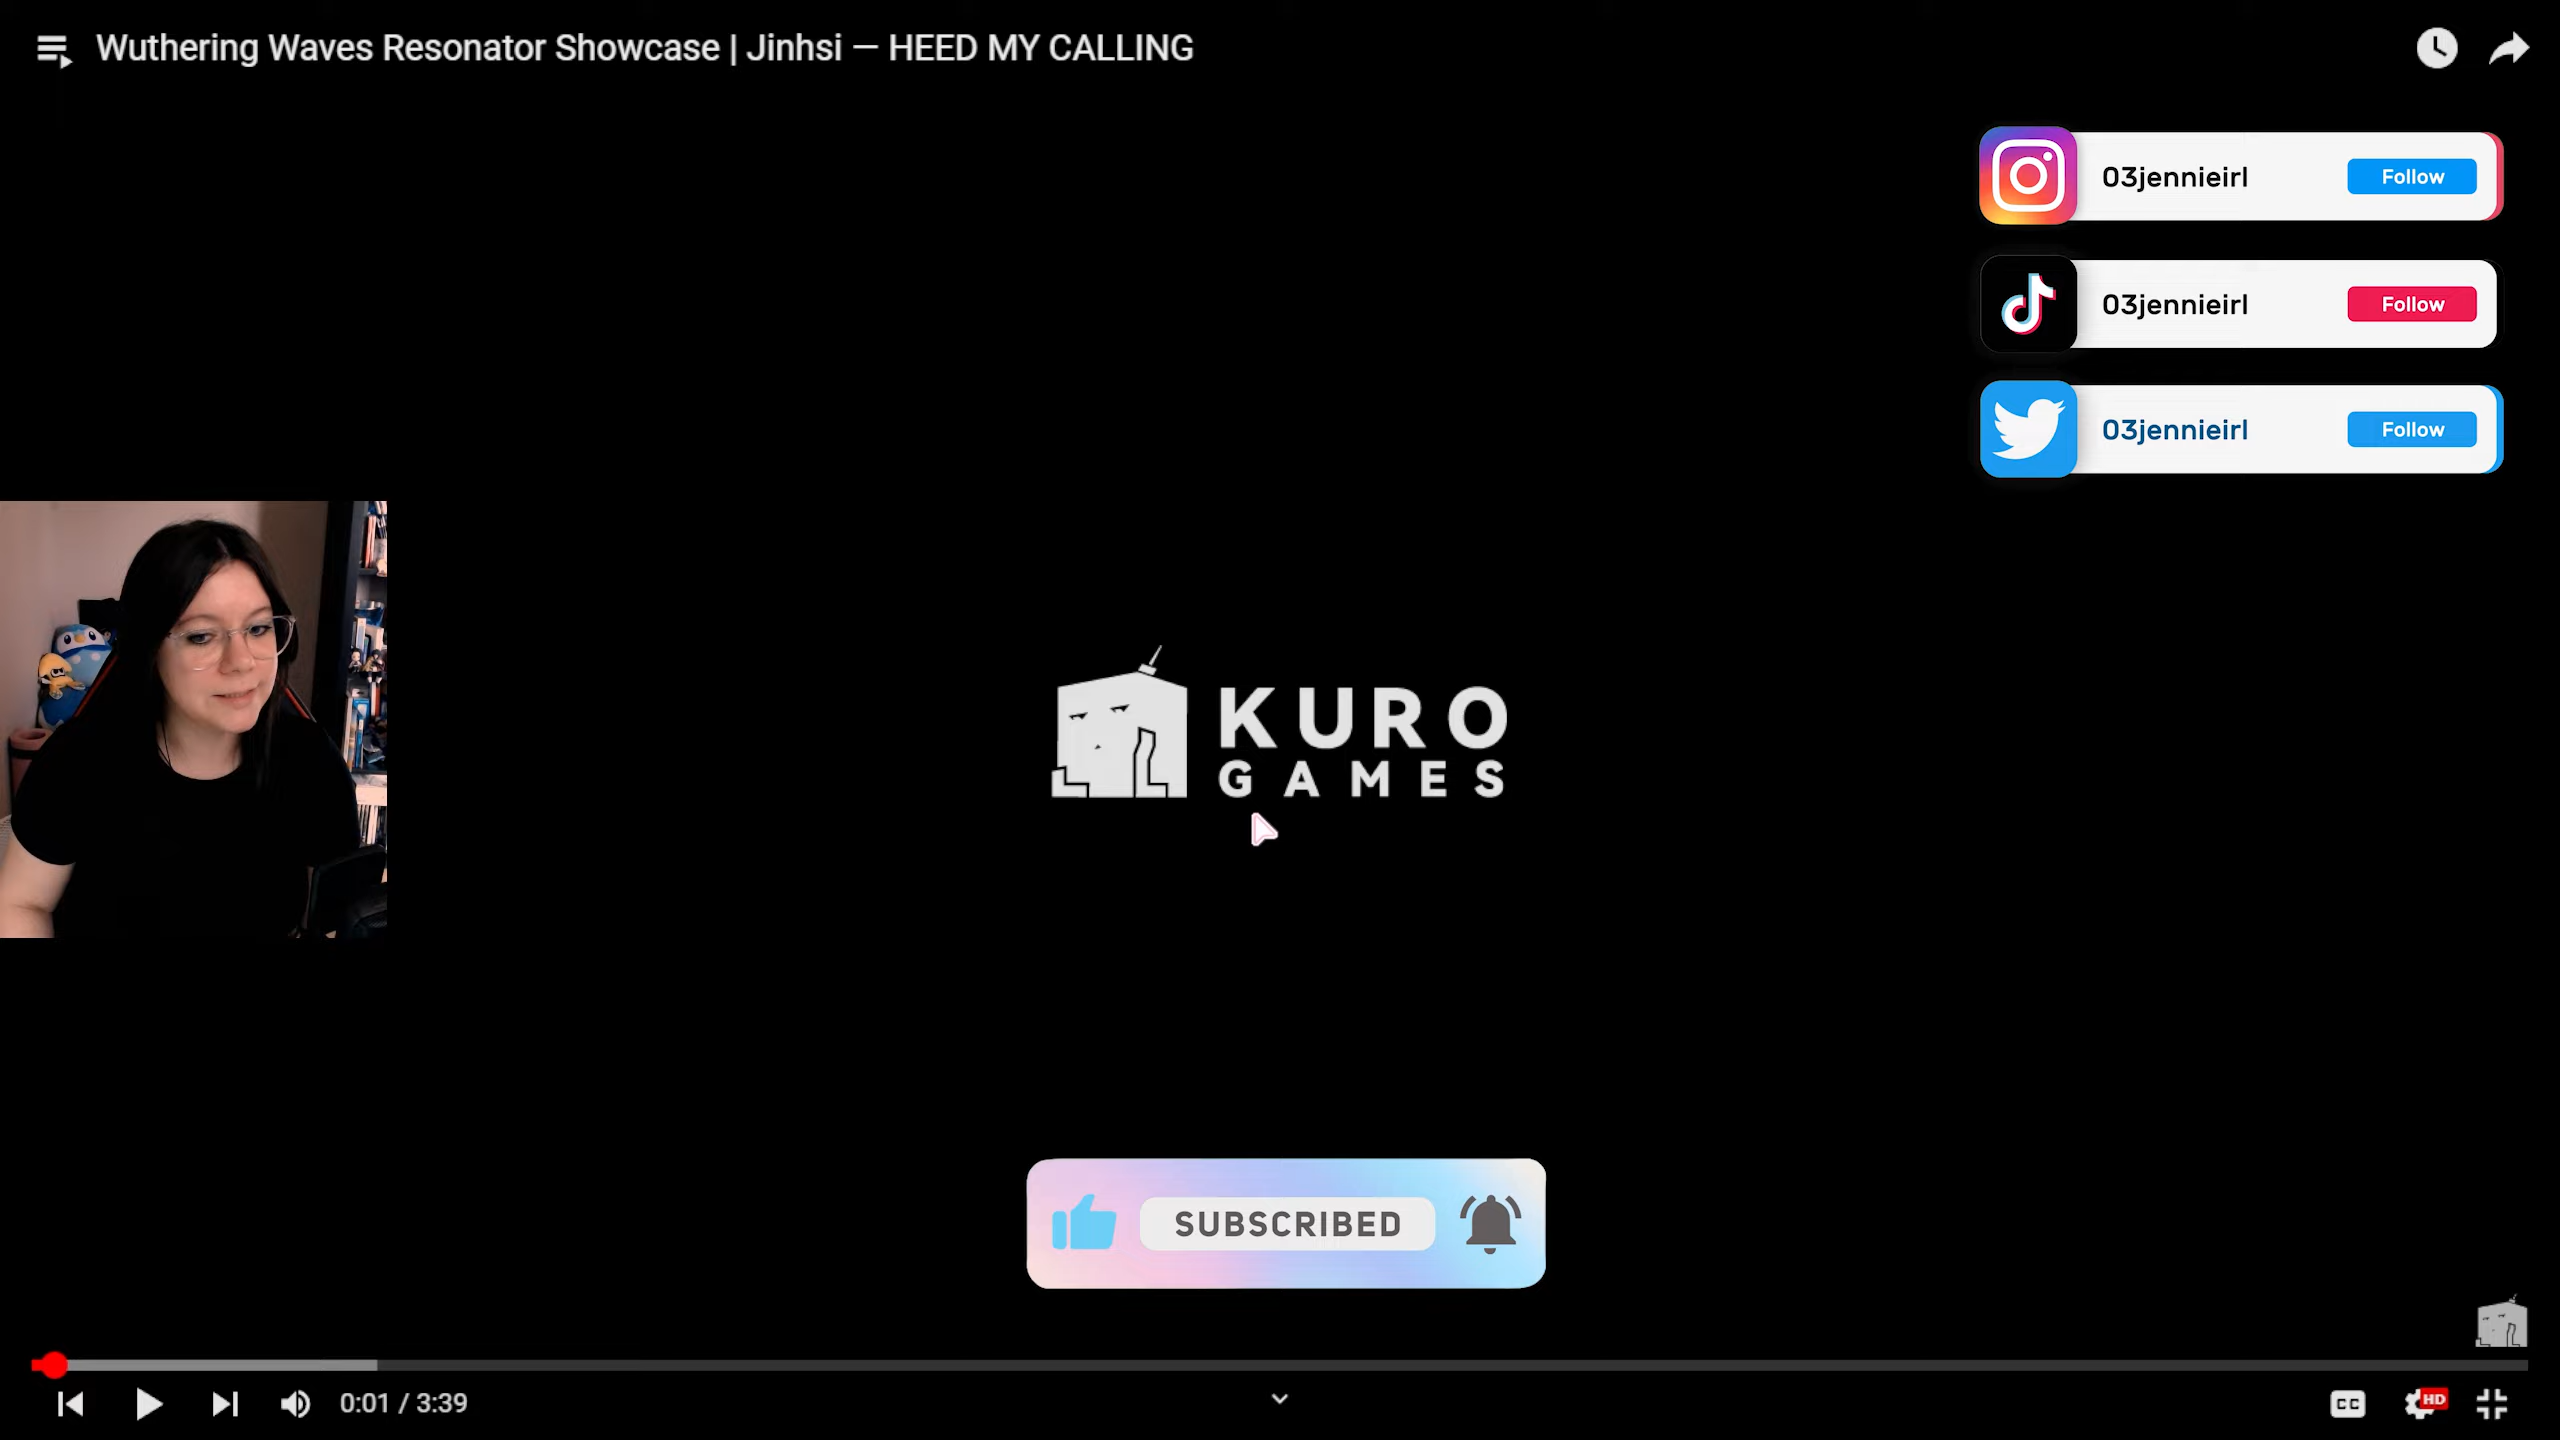 Wuthering Waves Resonator Showcase | Jinhsi — HEED MY CALLING
03jennieirl
Follow
03jennieirl
Follow
03jennieirl
Follow
KURO
GAMES
SUBSCRIBED
0:01 / 3:39
CC
HD